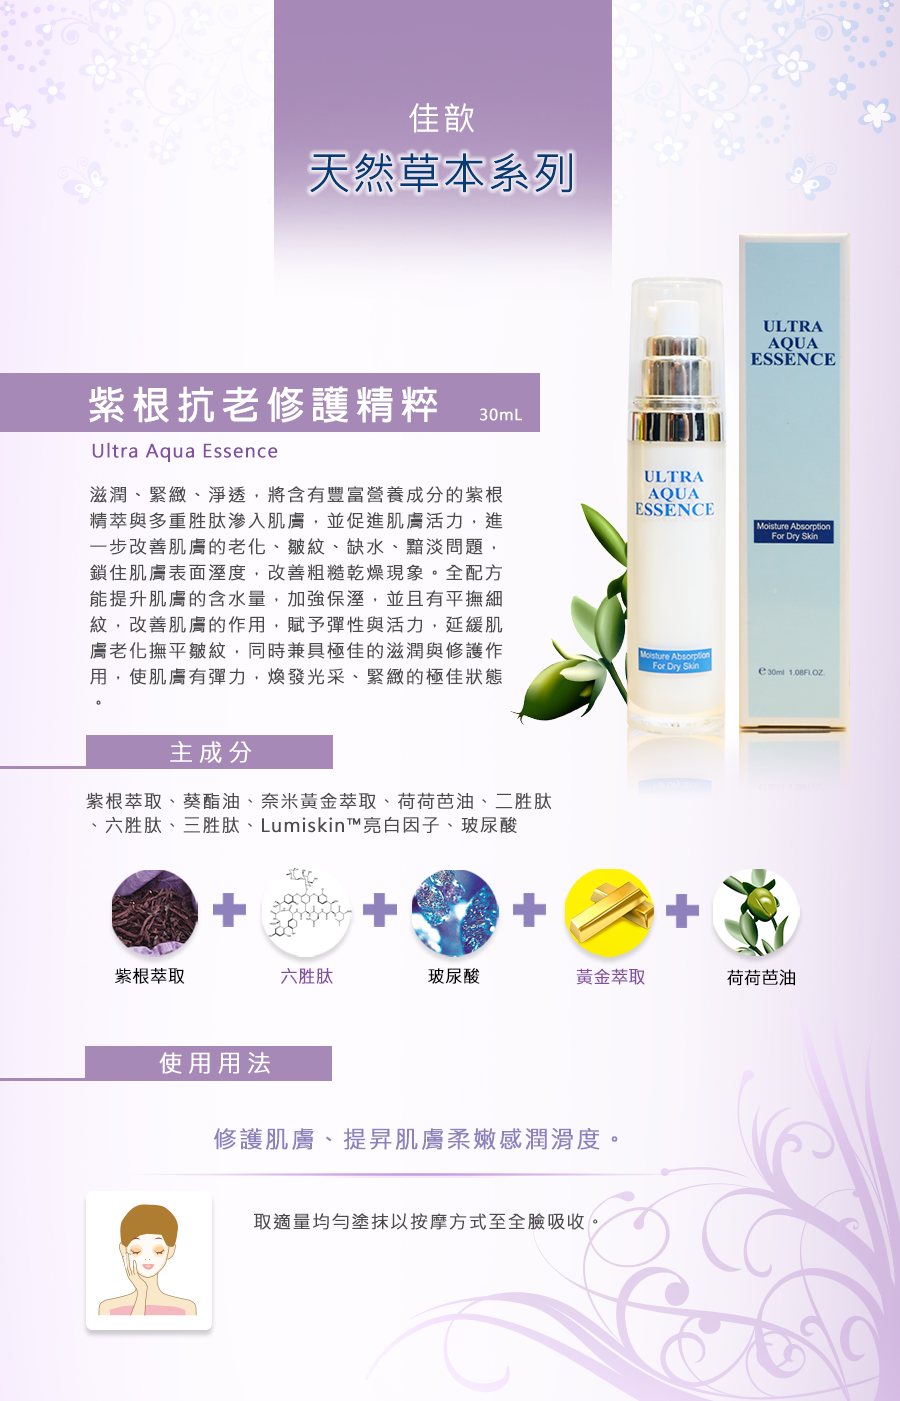 佳歆
天然草本系列
ULTRA
AQUA
ESSENCE
Moisture Absorption
For Dry Skin
℮ 30ml 1.08Fl.OZ.
ULTRA
AQUA
ESSENCE
Moisture Absorption
For Dry Skin
紫根抗老修護精粹 30mL
Ultra Aqua Essence
滋潤、緊緻、淨透，將含有豐富營養成分的紫根
精萃與多重胜肽滲入肌膚，並促進肌膚活力，進
一步改善肌膚的老化、皺紋、缺水、黯淡問題，
鎖住肌膚表面溼度，改善粗糙乾燥現象。全配方
能提升肌膚的含水量，加強保溼，並且有平撫細
紋，改善肌膚的作用，賦予彈性與活力，延緩肌
膚老化撫平皺紋，同時兼具極佳的滋潤與修護作
用，使肌膚有彈力，煥發光采、緊緻的極佳狀態
。
主成分
紫根萃取、葵酯油、奈米黃金萃取、荷荷芭油、二胜肽
、六胜肽、三胜肽、Lumiskin™亮白因子、玻尿酸
紫根萃取 六胜肽 玻尿酸 黃金萃取 荷荷芭油
使用用法
修護肌膚、提昇肌膚柔嫩感潤滑度。
取適量均勻塗抹以按摩方式至全臉吸收。